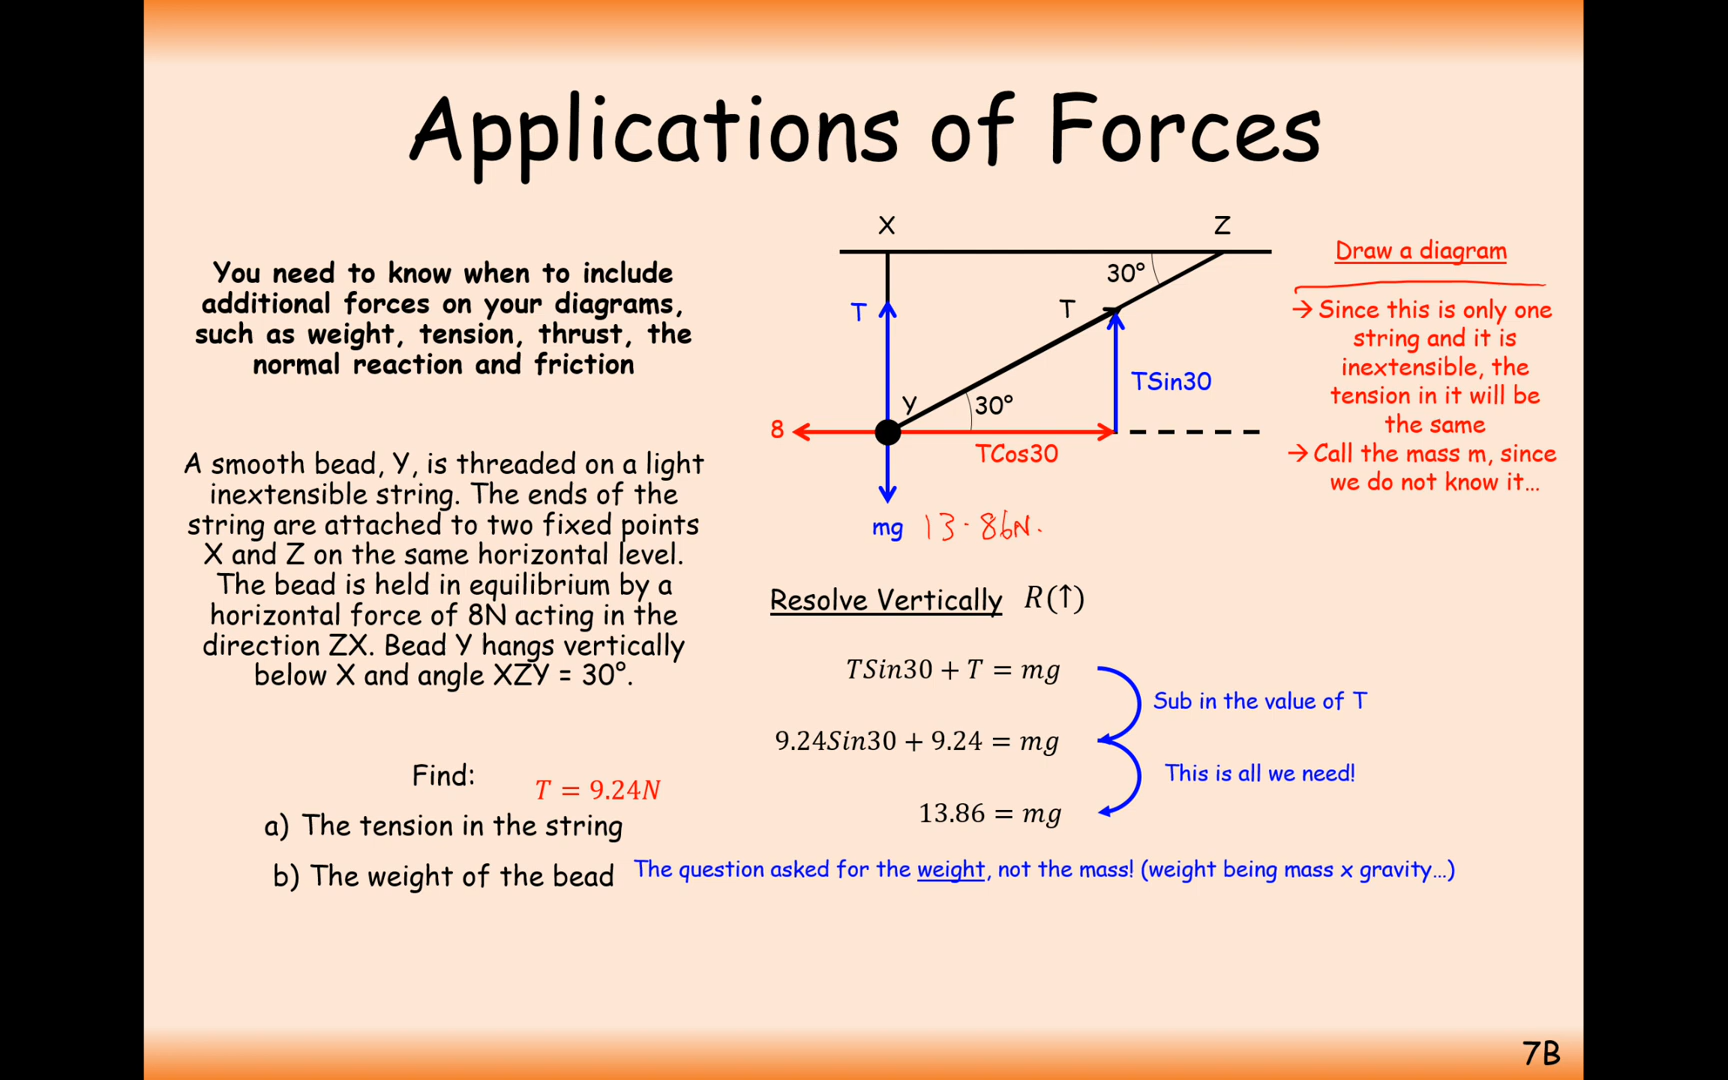 Applications of Forces
You need to know when to include
additional forces on your diagrams,
such as weight, tension, thrust, the
normal reaction and friction
A smooth bead, Y, is threaded on a light
inextensible string. The ends of the
string are attached to two fixed points
X and Z on the same horizontal level.
The bead is held in equilibrium by a
horizontal force of 8N acting in the
direction ZX. Bead Y hangs vertically
below X and angle XZY = 30°.
Find:
T = 9.24N
a) The tension in the string
b) The weight of the bead
X
Z
30°
T
T
TSin30
Y
30°
8
TCos30
mg 13.86N.
Draw a diagram
→ Since this is only one
string and it is
inextensible, the
tension in it will be
the same
→ Call the mass m, since
we do not know it…
Resolve Vertically R(↑)
TSin30 + T = mg
Sub in the value of T
9.24Sin30 + 9.24 = mg
This is all we need!
13.86 = mg
The question asked for the weight, not the mass! (weight being mass x gravity…)
7B